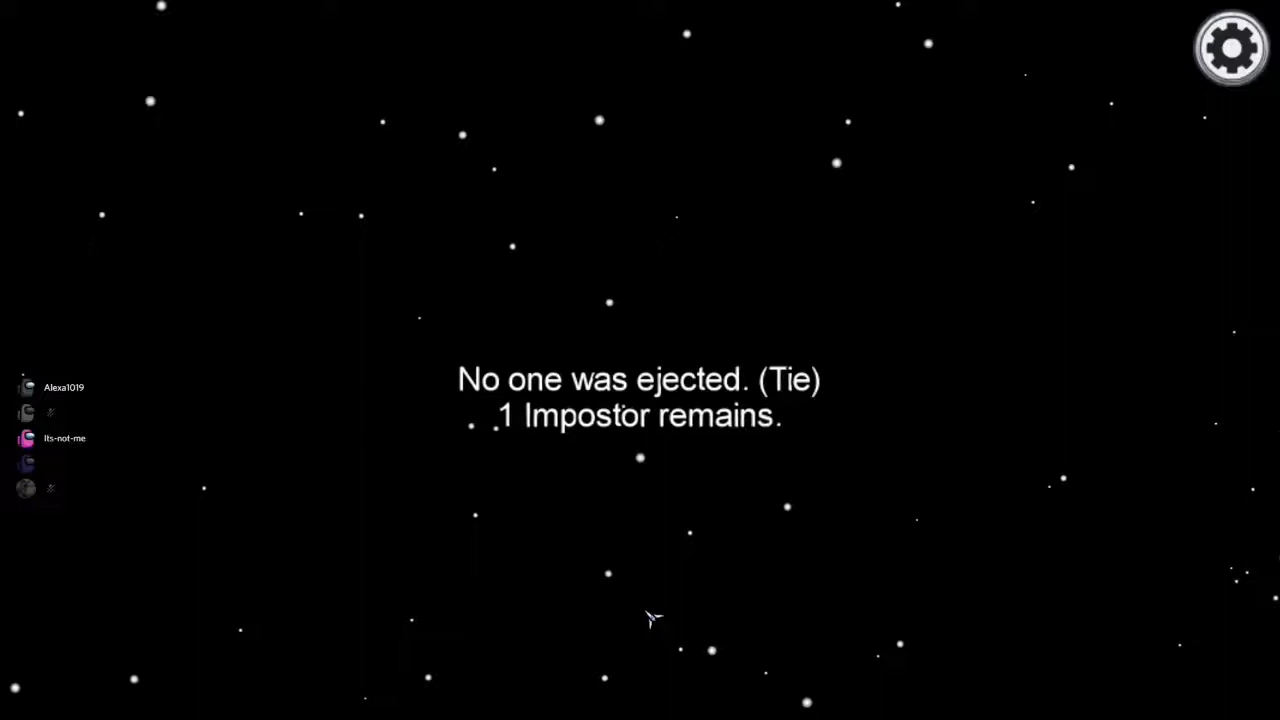 Alexa1019
No one was ejected. (Tie)
1 Impostor remains.
Its-not-me